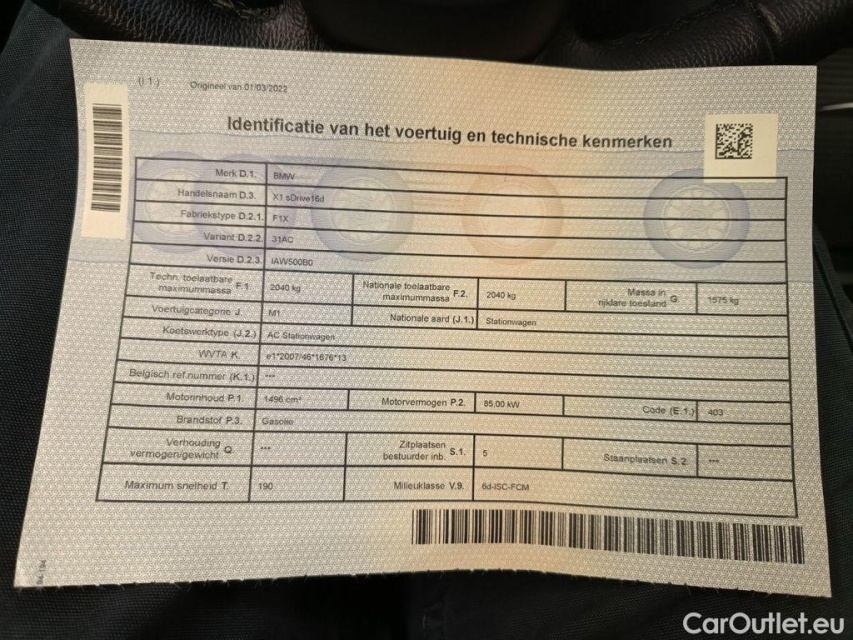 (I 1.) Origineel van 01/03/2022
Identificatie van het voertuig en technische kenmerken
Merk D.1. BMW
Handelsnaam D.3. X1 sDrive16d
Fabriekstype D.2.1. F1X
Variant D.2.2. 31AC
Versie D.2.3. IAW500B0
Techn. toelaatbare maximummassa F.1. 2040 kg Nationale toelaatbare maximummassa F.2. 2040 kg Massa in rijklare toestand G. 1575 kg
Voertuigcategorie J. M1 Nationale aard (J.1.) Stationwagen
Koetswerktype (J.2.) AC Stationwagen
WVTA K. e1*2007/46*1676*13
Belgisch ref.nummer (K.1.) ---
Motorinhoud P.1. 1496 cm³ Motorvermogen P.2. 85,00 kW Code (E.1.) 403
Brandstof P.3. Gasolie
Verhouding vermogen/gewicht Q. --- Zitplaatsen bestuurder inb. S.1. 5 Staanplaatsen S.2. ---
Maximum snelheid T. 190 Milieuklasse V.9. 6d-ISC-FCM
CarOutlet.eu